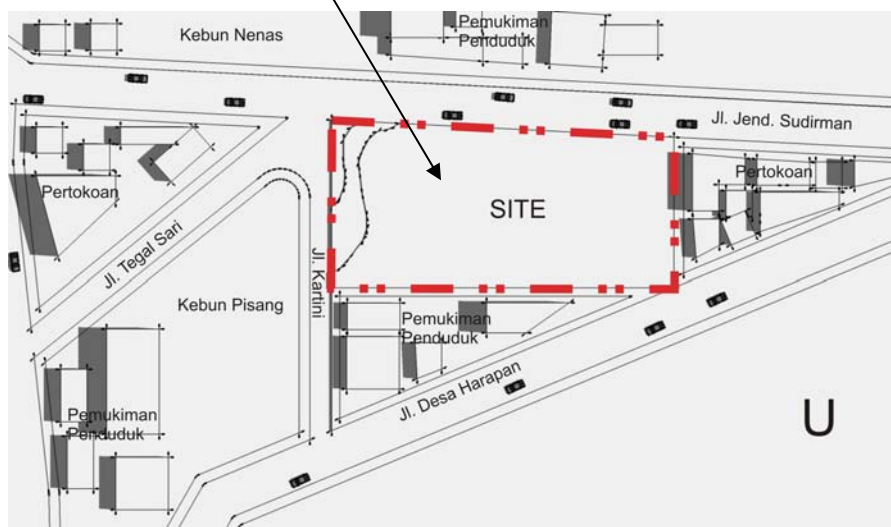 Kebun Nenas
Pemukiman
Penduduk
Jl. Jend. Sudirman
Pertokoan
Pertokoan
SITE
Jl. Tegal Sari
Jl. Kartini
Kebun Pisang
Pemukiman
Penduduk
Jl. Desa Harapan
Pemukiman
Penduduk
U